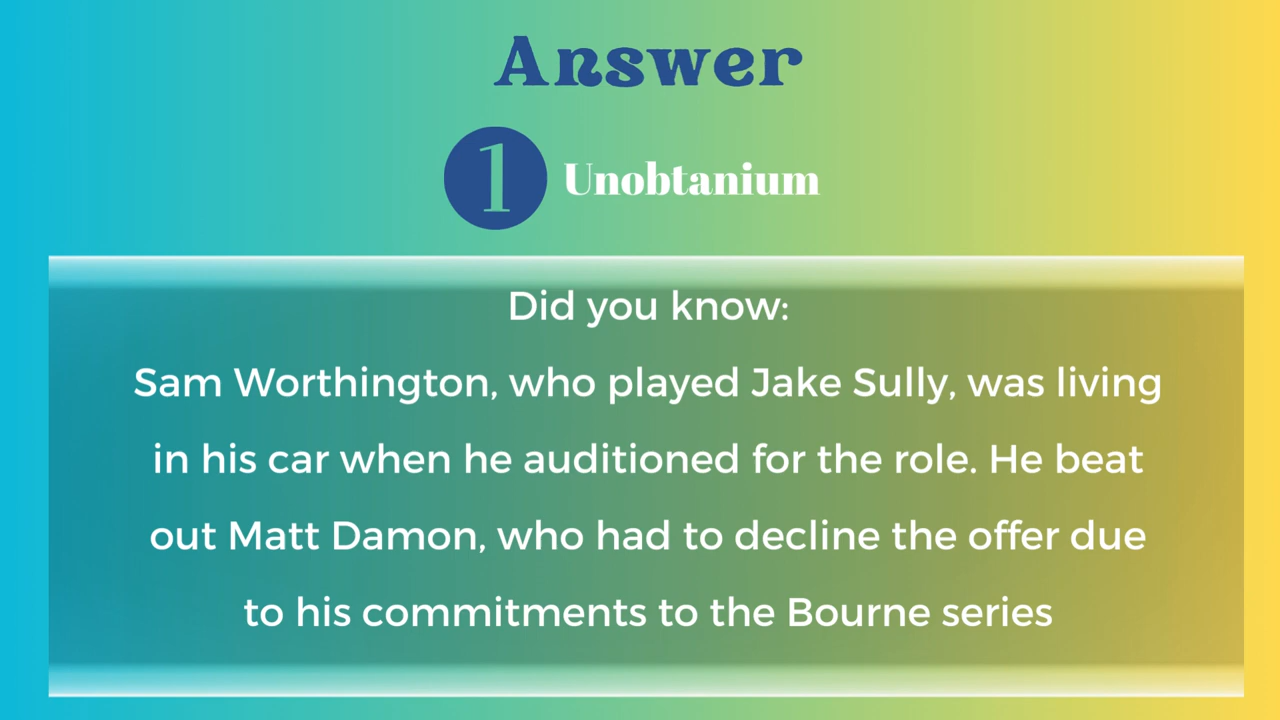 Answer
1 Unobtanium
Did you know:
Sam Worthington, who played Jake Sully, was living
in his car when he auditioned for the role. He beat
out Matt Damon, who had to decline the offer due
to his commitments to the Bourne series